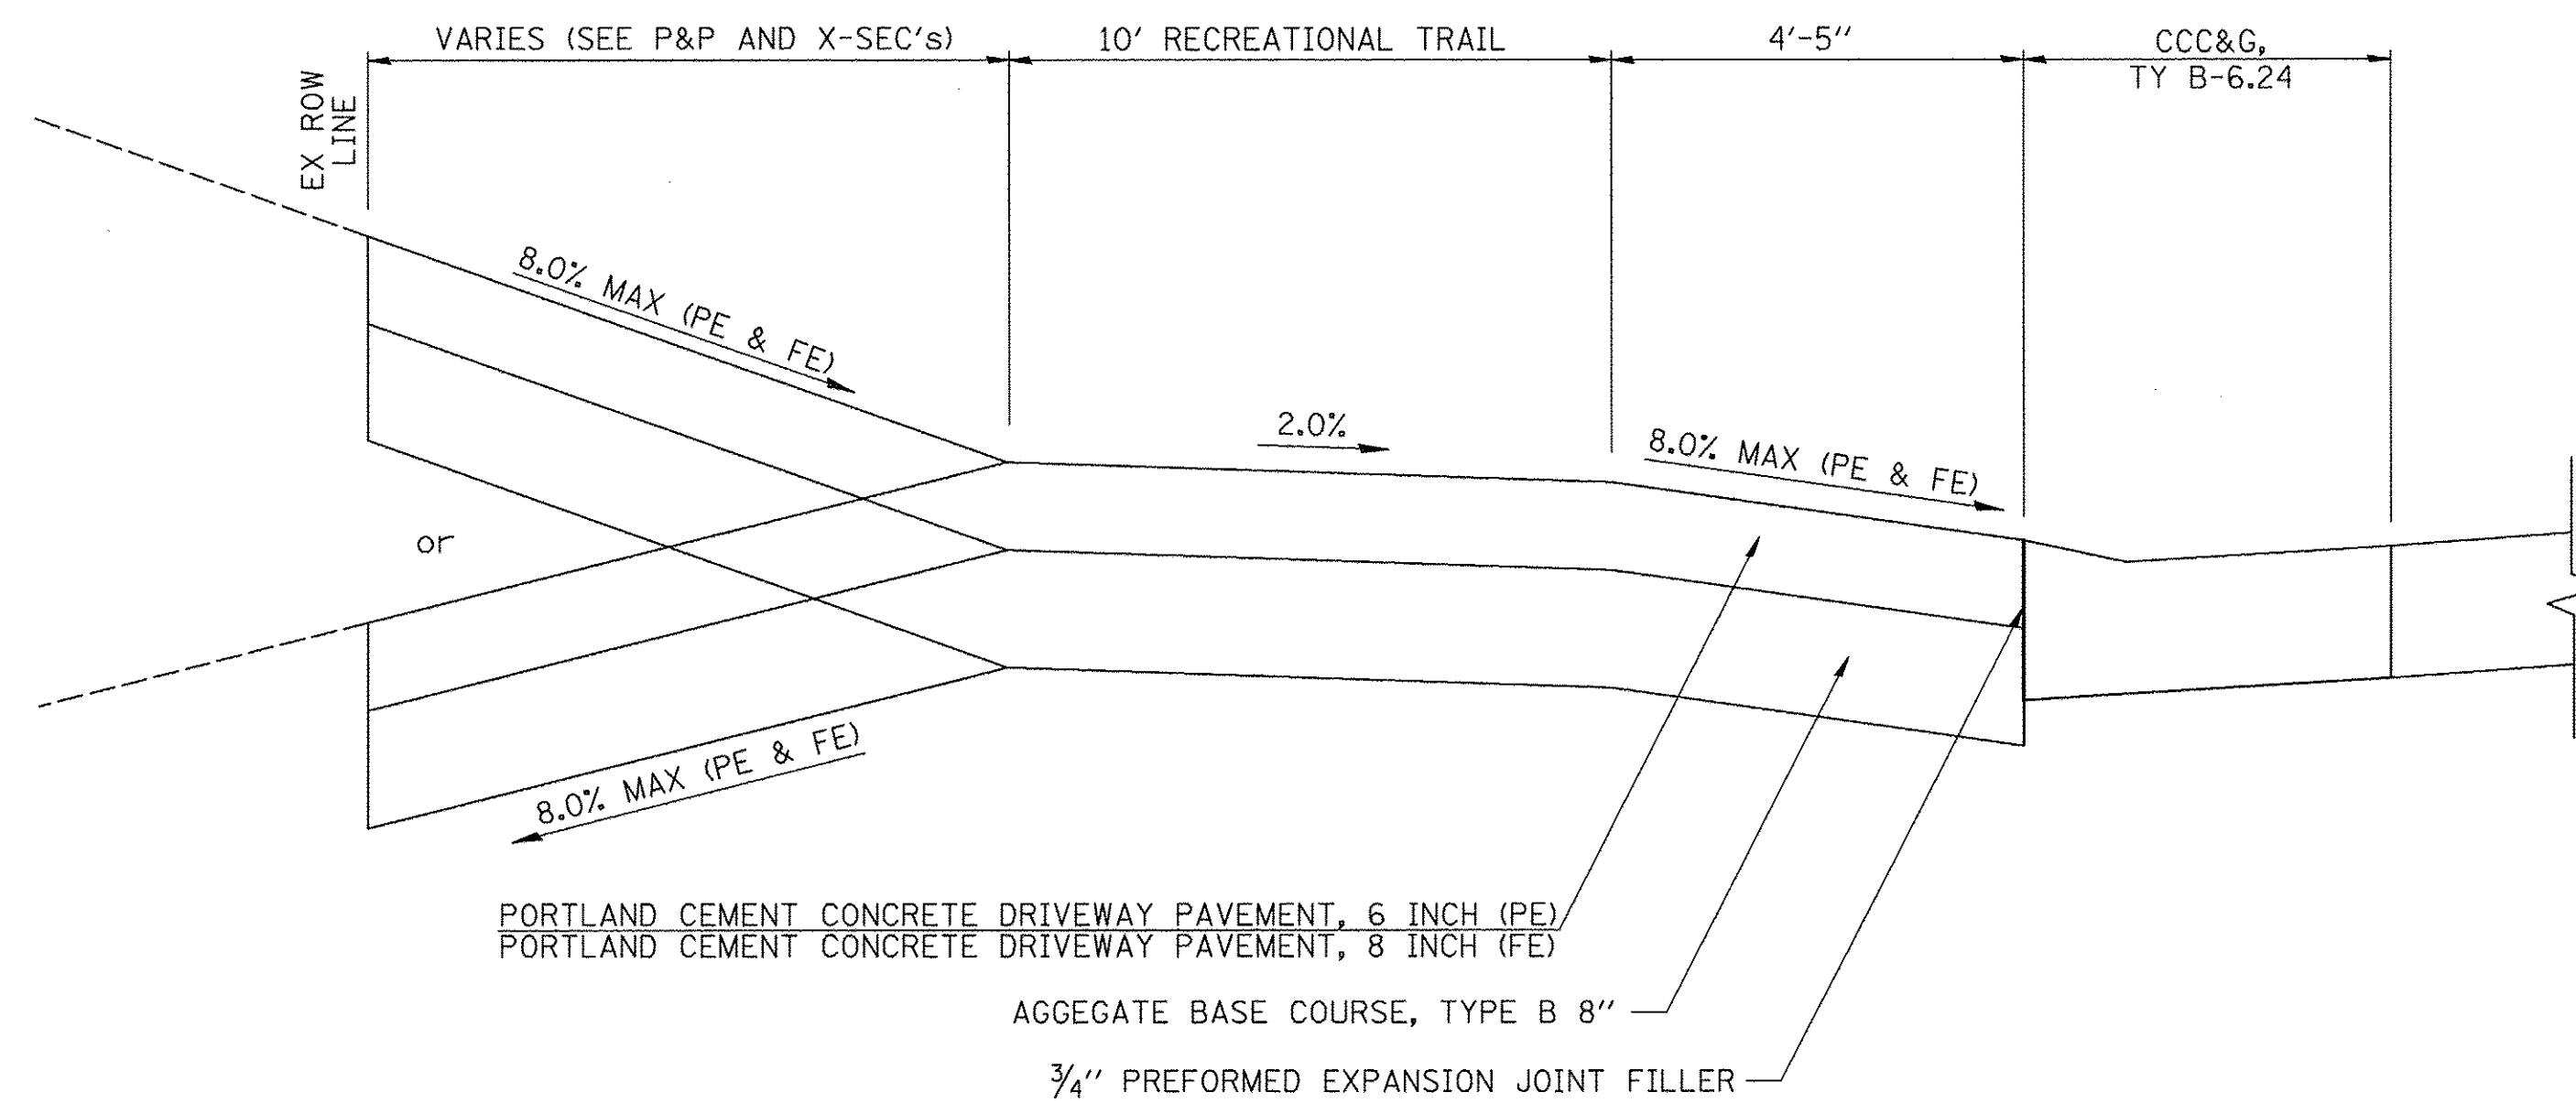 VARIES (SEE P&P AND X-SEC's)
10' RECREATIONAL TRAIL
4'-5"
CCC&G,
TY B-6.24
EX ROW
LINE
8.0% MAX (PE & FE)
2.0%
8.0% MAX (PE & FE)
or
8.0% MAX (PE & FE)
PORTLAND CEMENT CONCRETE DRIVEWAY PAVEMENT, 6 INCH (PE)
PORTLAND CEMENT CONCRETE DRIVEWAY PAVEMENT, 8 INCH (FE)
AGGEGATE BASE COURSE, TYPE B 8"
3/4" PREFORMED EXPANSION JOINT FILLER